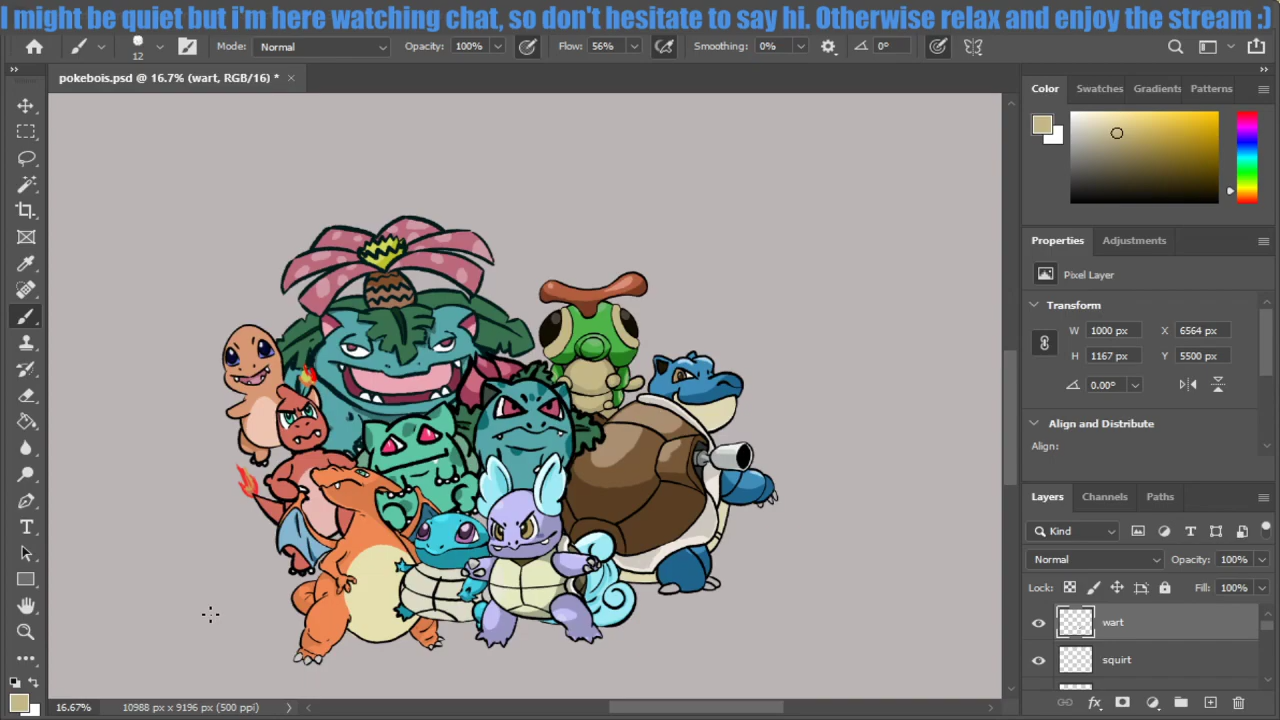 I might be quiet but i'm here watching chat, so don't hesitate to say hi. Otherwise relax and enjoy the stream :)
12 Mode: Normal Opacity: 100% Flow: 56% Smoothing: 0% 0°
pokebois.psd @ 16.7% (wart, RGB/16) *
Color Swatches Gradients Patterns
Properties Adjustments
Pixel Layer
Transform
W 1000 px X 6564 px
H 1167 px Y 5500 px
0.00°
Align and Distribute
Align:
Layers Channels Paths
Kind
Normal Opacity: 100%
Lock: Fill: 100%
wart
squirt
16.67% 10988 px x 9196 px (500 ppi)